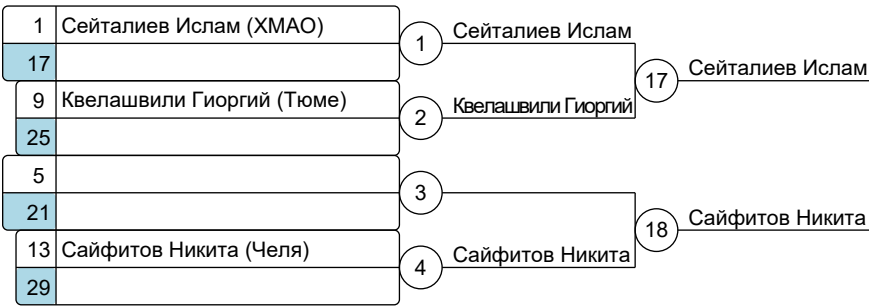 1 Сейталиев Ислам (ХМАО)
17
1 Сейталиев Ислам
9 Квелашвили Гиоргий (Тюме)
25
2 Квелашвили Гиоргий
17 Сейталиев Ислам
5
21
3
13 Сайфитов Никита (Челя)
29
4 Сайфитов Никита
18 Сайфитов Никита